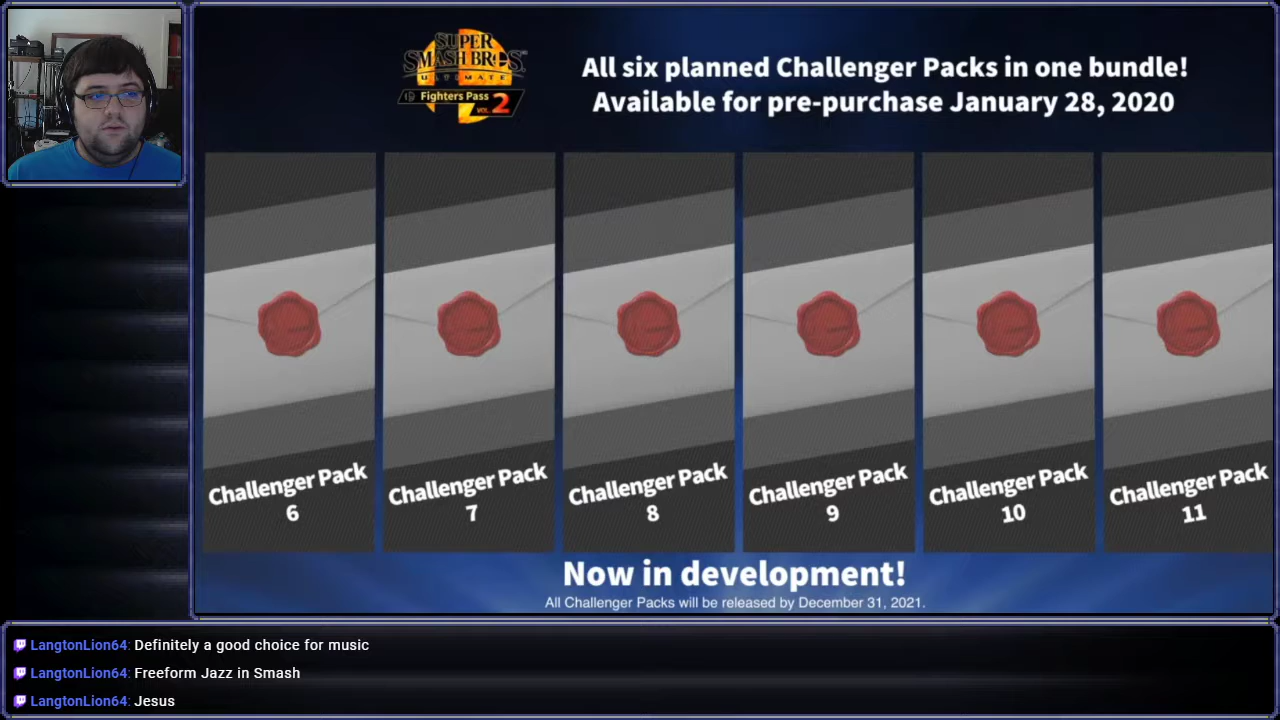 SUPER
SMASH BROS.
ULTIMATE
Fighters Pass
VOL. 2
All six planned Challenger Packs in one bundle!
Available for pre-purchase January 28, 2020
Challenger Pack
6
Challenger Pack
7
Challenger Pack
8
Challenger Pack
9
Challenger Pack
10
Challenger Pack
11
Now in development!
All Challenger Packs will be released by December 31, 2021.
LangtonLion64: Definitely a good choice for music
LangtonLion64: Freeform Jazz in Smash
LangtonLion64: Jesus